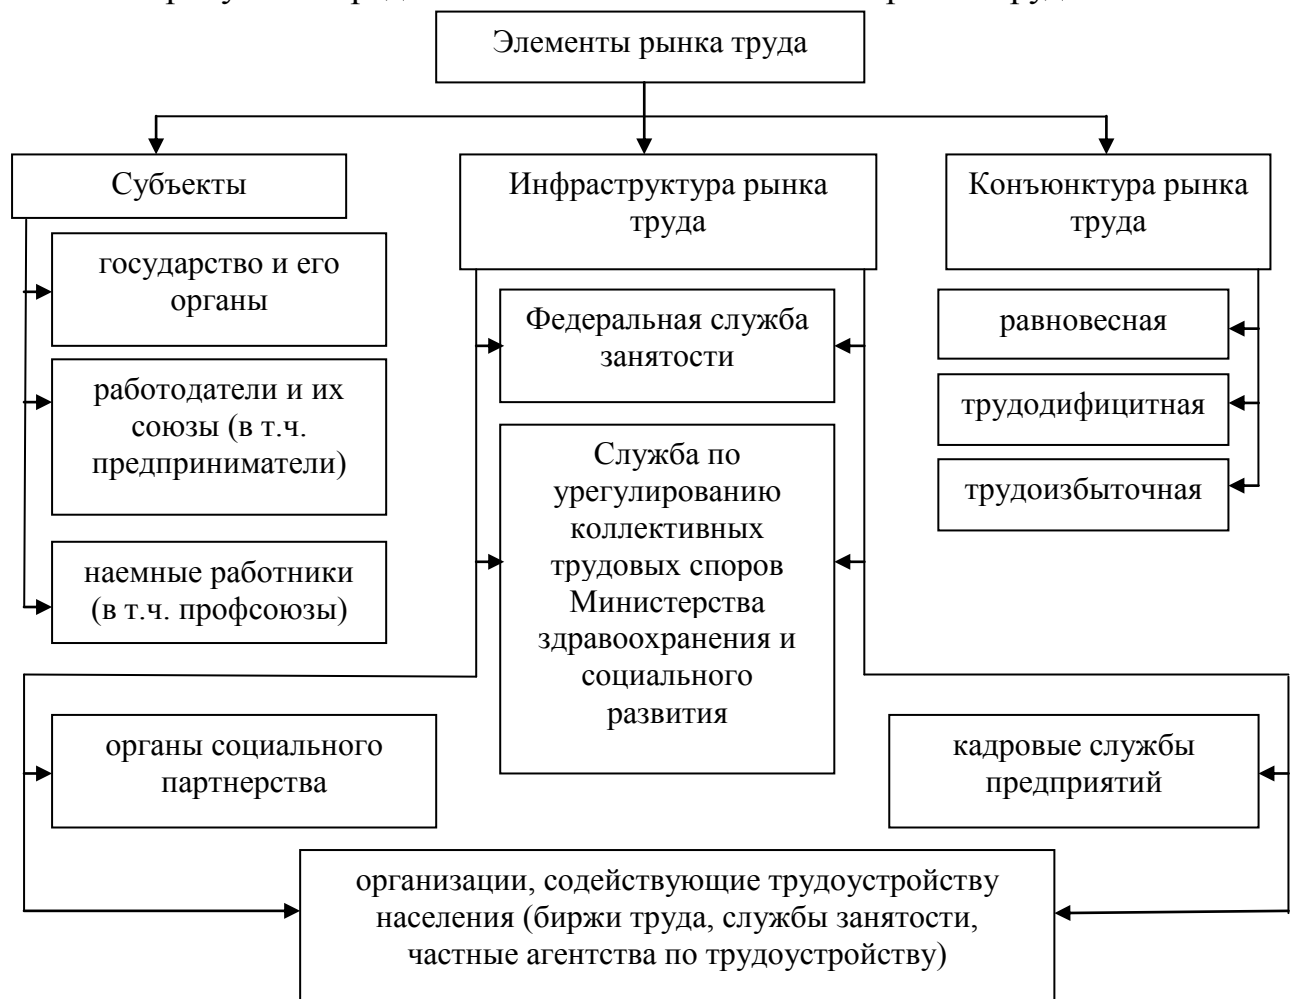 Элементы рынка труда
Субъекты
Инфраструктура рынка
труда
Конъюнктура рынка
труда
государство и его
органы
работодатели и их
союзы (в т.ч.
предприниматели)
наемные работники
(в т.ч. профсоюзы)
Федеральная служба
занятости
Служба по
урегулированию
коллективных
трудовых споров
Министерства
здравоохранения и
социального
развития
равновесная
трудодифицитная
трудоизбыточная
органы социального
партнерства
кадровые службы
предприятий
организации, содействующие трудоустройству
населения (биржи труда, службы занятости,
частные агентства по трудоустройству)